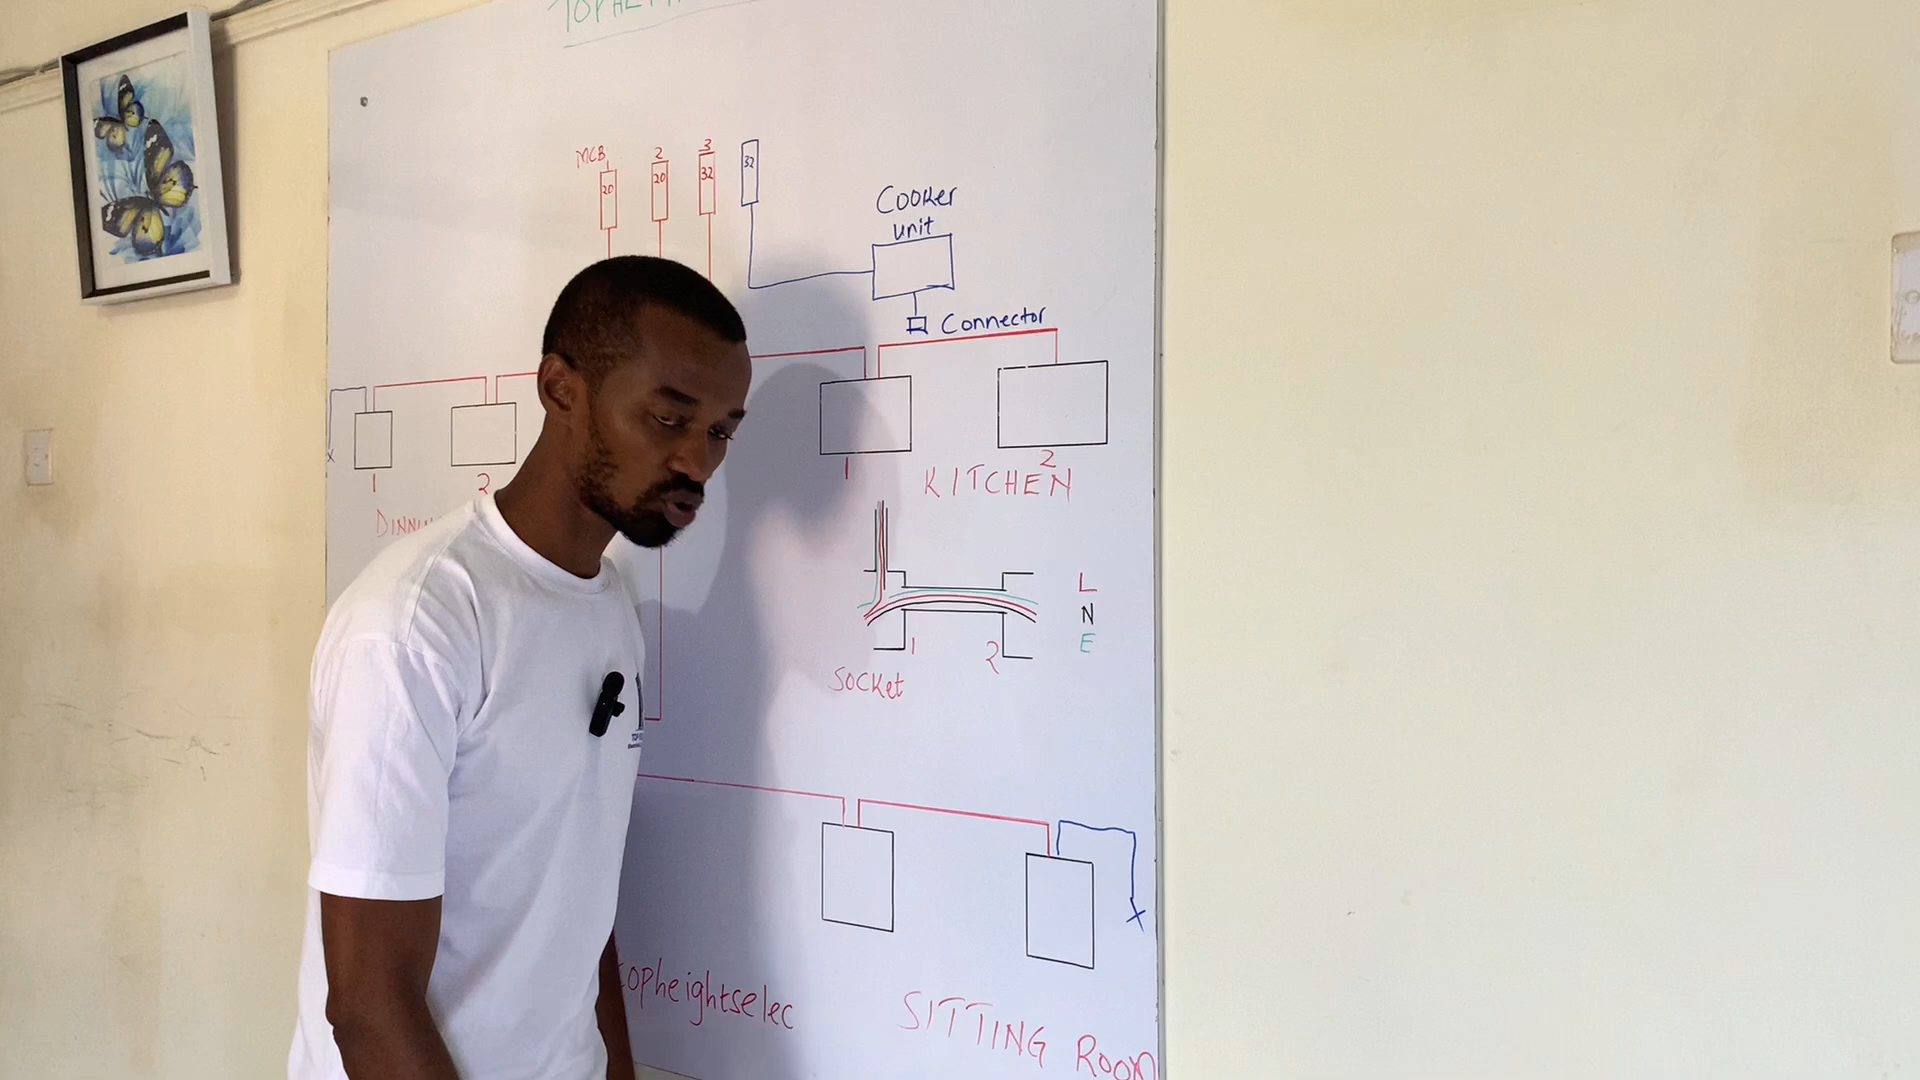 MCB 1 2 3
20 20 32 32
Cooker
unit
Connector
1 2 1 2
KITCHEN
L
N
E
1 2
SOCKet
topheightselec
SITTING ROOM